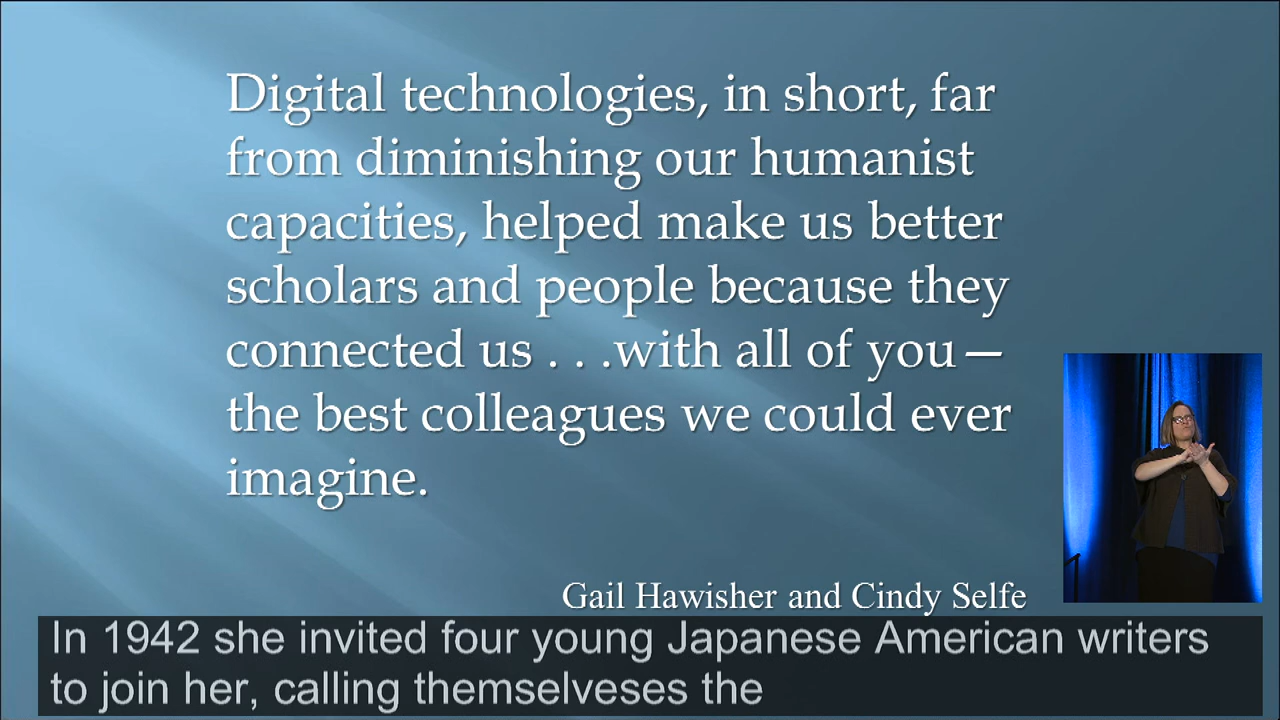 Digital technologies, in short, far
from diminishing our humanist
capacities, helped make us better
scholars and people because they
connected us . . .with all of you—
the best colleagues we could ever
imagine.
Gail Hawisher and Cindy Selfe
In 1942 she invited four young Japanese American writers
to join her, calling themselveses the